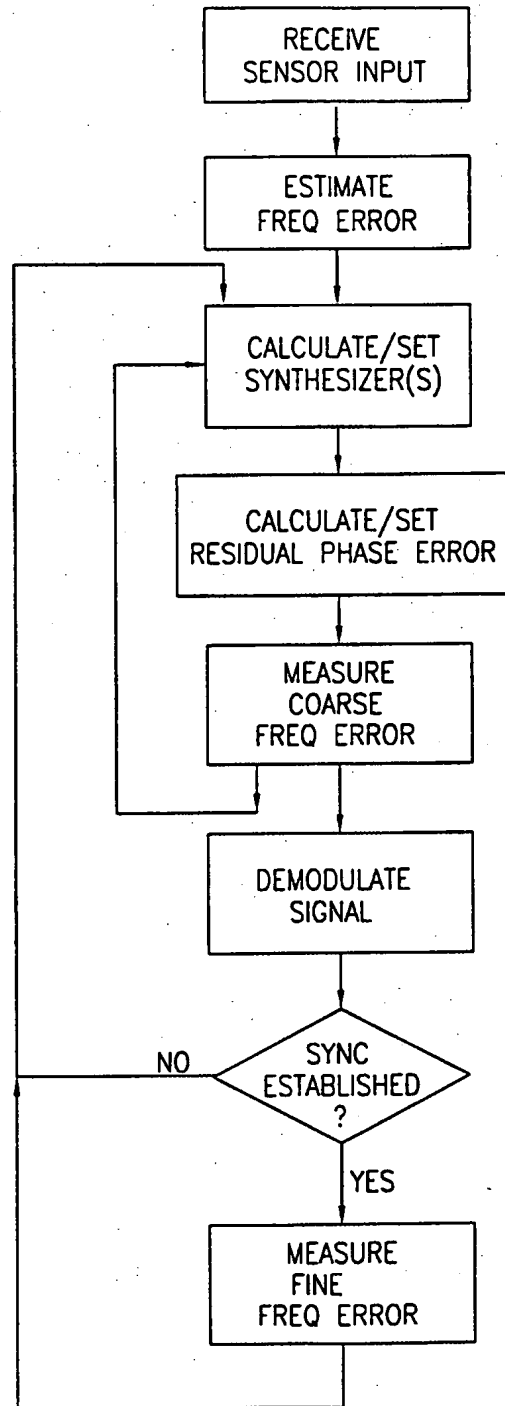 RECEIVE
SENSOR INPUT
ESTIMATE
FREQ ERROR
CALCULATE/SET
SYNTHESIZER(S)
CALCULATE/SET
RESIDUAL PHASE ERROR
MEASURE
COARSE
FREQ ERROR
DEMODULATE
SIGNAL
NO
SYNC
ESTABLISHED
?
YES
MEASURE
FINE
FREQ ERROR